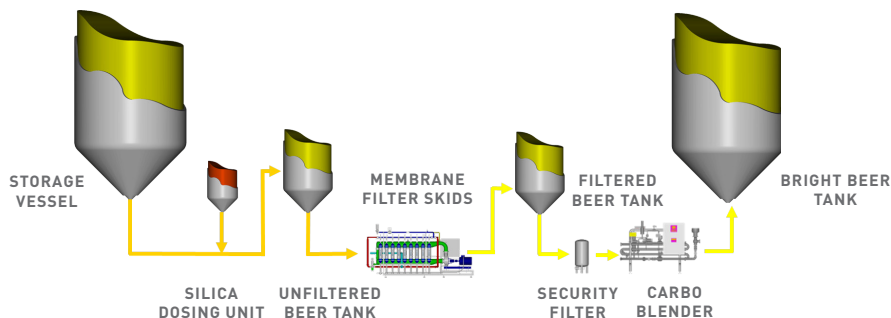 STORAGE
VESSEL
SILICA
DOSING UNIT
UNFILTERED
BEER TANK
MEMBRANE
FILTER SKIDS
FILTERED
BEER TANK
SECURITY
FILTER
CARBO
BLENDER
BRIGHT BEER
TANK